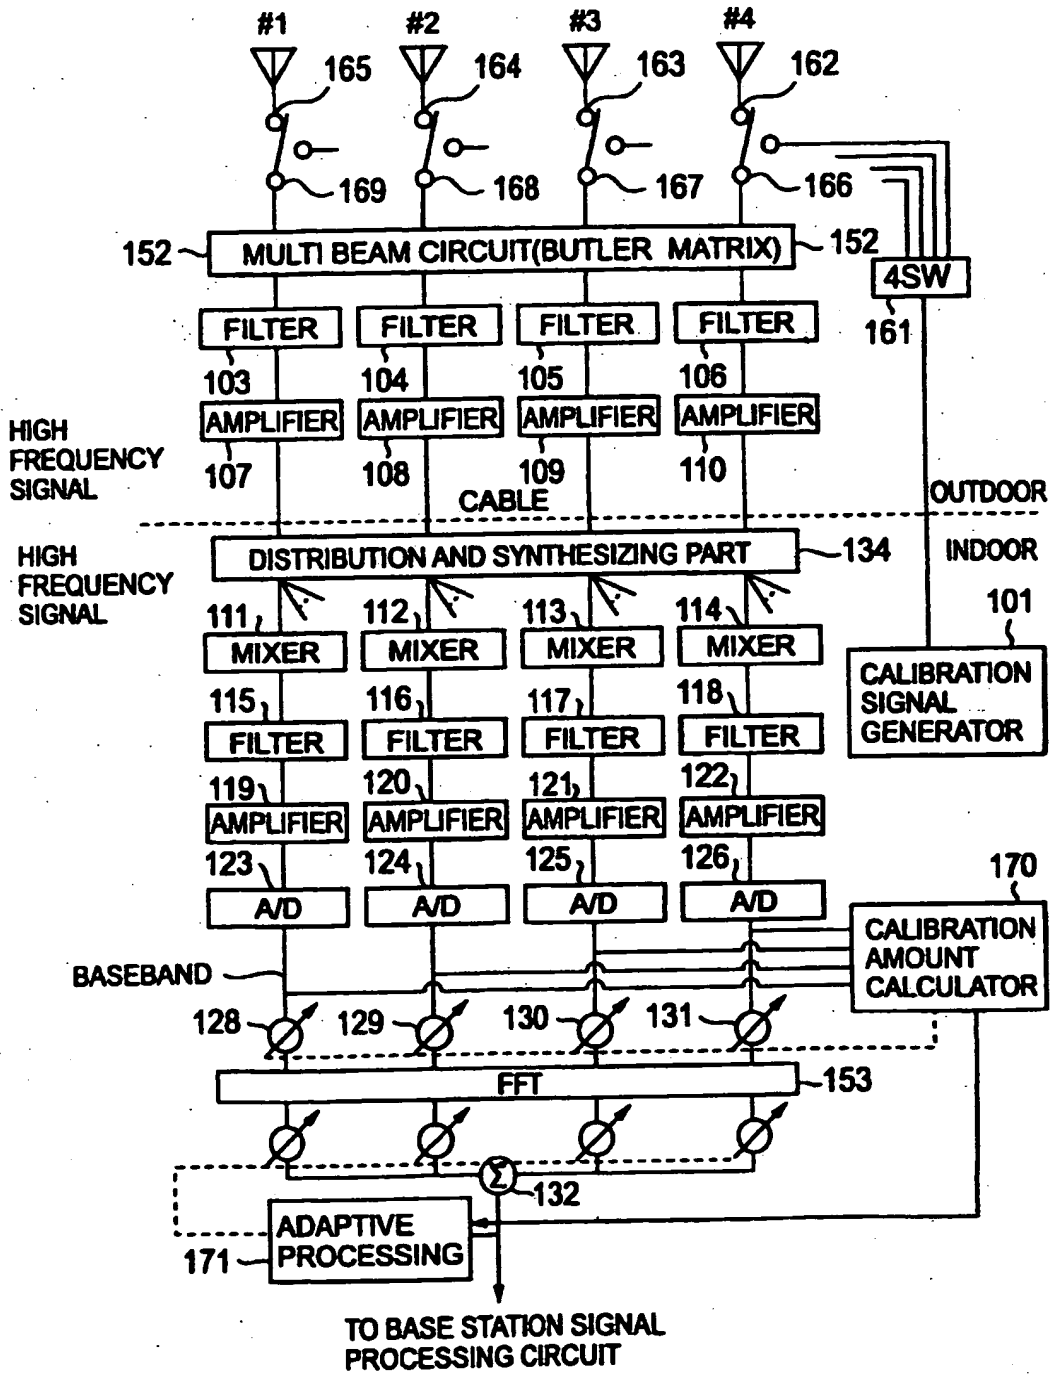 #1 #2 #3 #4
165 164 163 162
169 168 167 166
152 MULTI BEAM CIRCUIT(BUTLER MATRIX) 152
4SW
161
FILTER FILTER FILTER FILTER
103 104 105 106
AMPLIFIER AMPLIFIER AMPLIFIER AMPLIFIER
107 108 109 110
HIGH
FREQUENCY
SIGNAL
CABLE
OUTDOOR
INDOOR
HIGH
FREQUENCY
SIGNAL
DISTRIBUTION AND SYNTHESIZING PART 134
111 112 113 114
MIXER MIXER MIXER MIXER
101
CALIBRATION
SIGNAL
GENERATOR
115 116 117 118
FILTER FILTER FILTER FILTER
119 120 121 122
AMPLIFIER AMPLIFIER AMPLIFIER AMPLIFIER
123 124 125 126
A/D A/D A/D A/D
170
CALIBRATION
AMOUNT
CALCULATOR
BASEBAND
128 129 130 131
FFT 153
Σ
132
ADAPTIVE
PROCESSING
171
TO BASE STATION SIGNAL
PROCESSING CIRCUIT